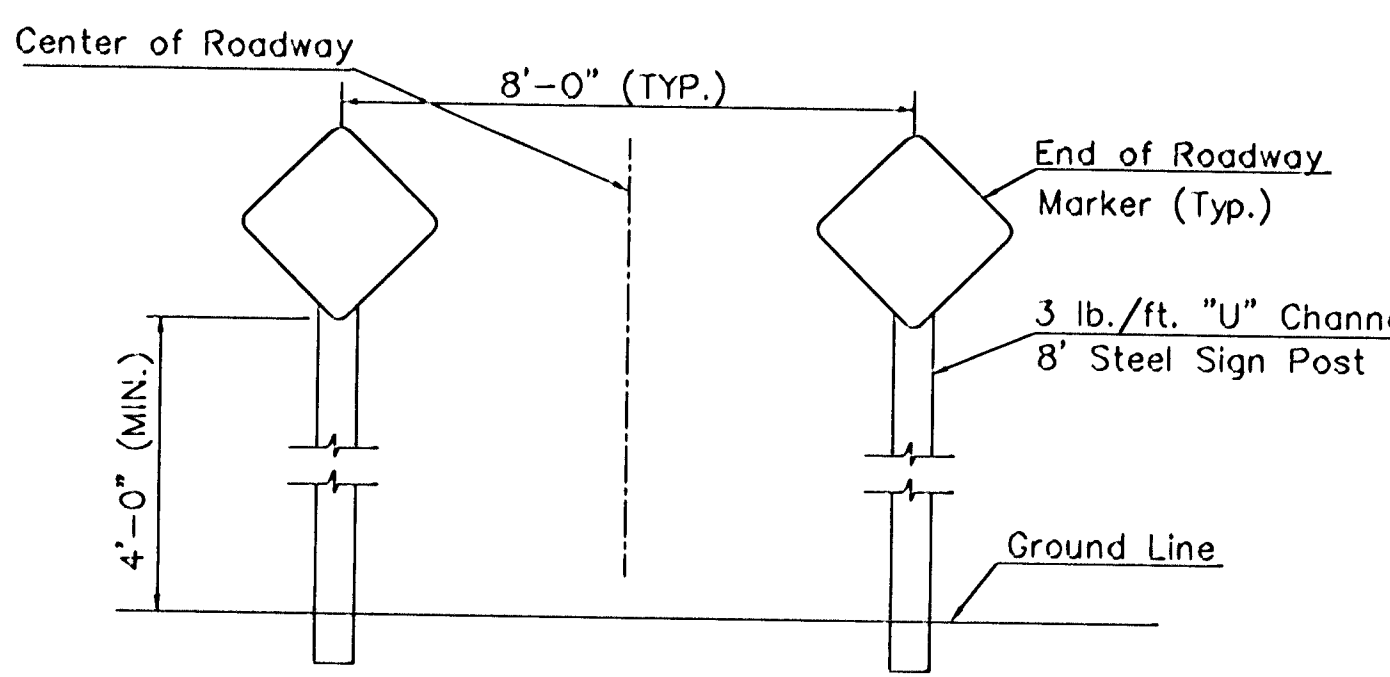 Center of Roadway
8'-0" (TYP.)
End of Roadway
Marker (Typ.)
3 lb./ft. "U"
8' Steel Sign Post
4'-0" (MIN.)
Ground Line